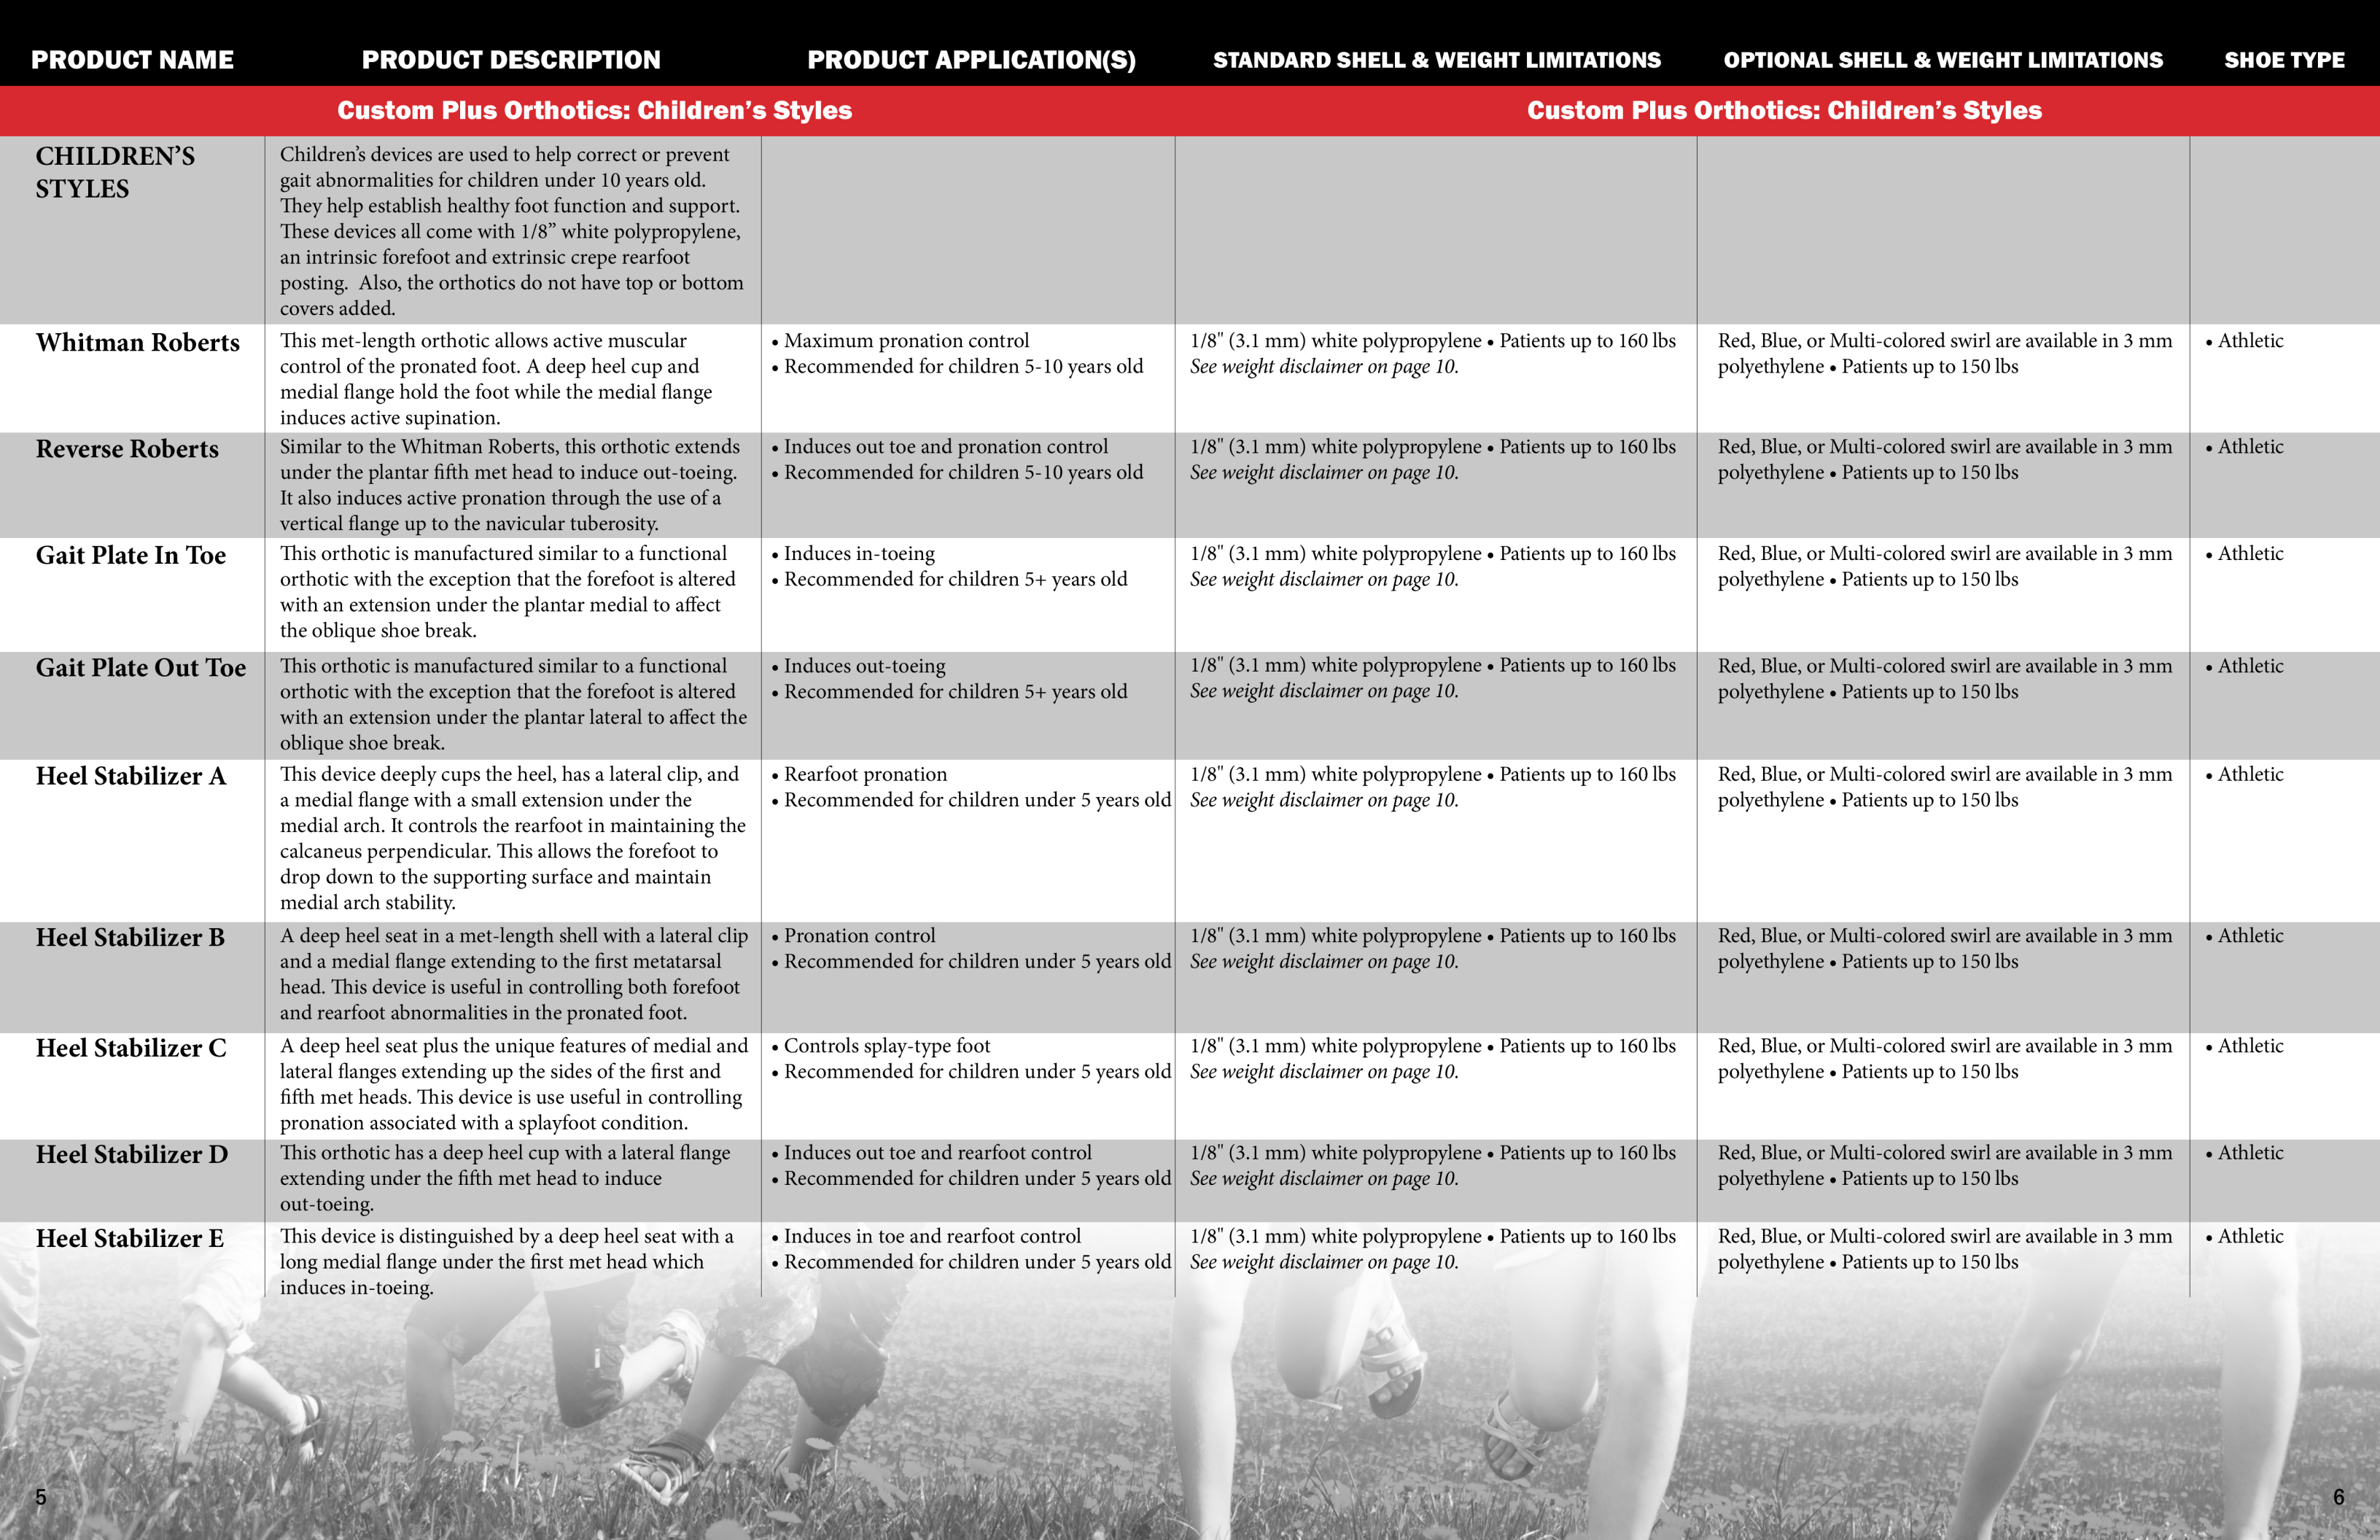 PRODUCT NAME
PRODUCT DESCRIPTION
PRODUCT APPLICATION(S)
STANDARD SHELL & WEIGHT LIMITATIONS
OPTIONAL SHELL & WEIGHT LIMITATIONS
SHOE TYPE
Custom Plus Orthotics: Children's Styles
Custom Plus Orthotics: Children's Styles
CHILDREN'S
STYLES
Children's devices are used to help correct or prevent
gait abnormalities for children under 10 years old.
They help establish healthy foot function and support.
These devices all come with 1/8" white polypropylene,
an intrinsic forefoot and extrinsic crepe rearfoot
posting.  Also, the orthotics do not have top or bottom
covers added.
Whitman Roberts
This met-length orthotic allows active muscular
control of the pronated foot. A deep heel cup and
medial flange hold the foot while the medial flange
induces active supination.
• Maximum pronation control
• Recommended for children 5-10 years old
1/8" (3.1 mm) white polypropylene • Patients up to 160 lbs
See weight disclaimer on page 10.
Red, Blue, or Multi-colored swirl are available in 3 mm
polyethylene • Patients up to 150 lbs
• Athletic
Reverse Roberts
Similar to the Whitman Roberts, this orthotic extends
under the plantar fifth met head to induce out-toeing.
It also induces active pronation through the use of a
vertical flange up to the navicular tuberosity.
• Induces out toe and pronation control
• Recommended for children 5-10 years old
1/8" (3.1 mm) white polypropylene • Patients up to 160 lbs
See weight disclaimer on page 10.
Red, Blue, or Multi-colored swirl are available in 3 mm
polyethylene • Patients up to 150 lbs
• Athletic
Gait Plate In Toe
This orthotic is manufactured similar to a functional
orthotic with the exception that the forefoot is altered
with an extension under the plantar medial to affect
the oblique shoe break.
• Induces in-toeing
• Recommended for children 5+ years old
1/8" (3.1 mm) white polypropylene • Patients up to 160 lbs
See weight disclaimer on page 10.
Red, Blue, or Multi-colored swirl are available in 3 mm
polyethylene • Patients up to 150 lbs
• Athletic
Gait Plate Out Toe
This orthotic is manufactured similar to a functional
orthotic with the exception that the forefoot is altered
with an extension under the plantar lateral to affect the
oblique shoe break.
• Induces out-toeing
• Recommended for children 5+ years old
1/8" (3.1 mm) white polypropylene • Patients up to 160 lbs
See weight disclaimer on page 10.
Red, Blue, or Multi-colored swirl are available in 3 mm
polyethylene • Patients up to 150 lbs
• Athletic
Heel Stabilizer A
This device deeply cups the heel, has a lateral clip, and
a medial flange with a small extension under the
medial arch. It controls the rearfoot in maintaining the
calcaneus perpendicular. This allows the forefoot to
drop down to the supporting surface and maintain
medial arch stability.
• Rearfoot pronation
• Recommended for children under 5 years old
1/8" (3.1 mm) white polypropylene • Patients up to 160 lbs
See weight disclaimer on page 10.
Red, Blue, or Multi-colored swirl are available in 3 mm
polyethylene • Patients up to 150 lbs
• Athletic
Heel Stabilizer B
A deep heel seat in a met-length shell with a lateral clip
and a medial flange extending to the first metatarsal
head. This device is useful in controlling both forefoot
and rearfoot abnormalities in the pronated foot.
• Pronation control
• Recommended for children under 5 years old
1/8" (3.1 mm) white polypropylene • Patients up to 160 lbs
See weight disclaimer on page 10.
Red, Blue, or Multi-colored swirl are available in 3 mm
polyethylene • Patients up to 150 lbs
• Athletic
Heel Stabilizer C
A deep heel seat plus the unique features of medial and
lateral flanges extending up the sides of the first and
fifth met heads. This device is use useful in controlling
pronation associated with a splayfoot condition.
• Controls splay-type foot
• Recommended for children under 5 years old
1/8" (3.1 mm) white polypropylene • Patients up to 160 lbs
See weight disclaimer on page 10.
Red, Blue, or Multi-colored swirl are available in 3 mm
polyethylene • Patients up to 150 lbs
• Athletic
Heel Stabilizer D
This orthotic has a deep heel cup with a lateral flange
extending under the fifth met head to induce
out-toeing.
• Induces out toe and rearfoot control
• Recommended for children under 5 years old
1/8" (3.1 mm) white polypropylene • Patients up to 160 lbs
See weight disclaimer on page 10.
Red, Blue, or Multi-colored swirl are available in 3 mm
polyethylene • Patients up to 150 lbs
• Athletic
Heel Stabilizer E
This device is distinguished by a deep heel seat with a
long medial flange under the first met head which
induces in-toeing.
• Induces in toe and rearfoot control
• Recommended for children under 5 years old
1/8" (3.1 mm) white polypropylene • Patients up to 160 lbs
See weight disclaimer on page 10.
Red, Blue, or Multi-colored swirl are available in 3 mm
polyethylene • Patients up to 150 lbs
• Athletic
5
6